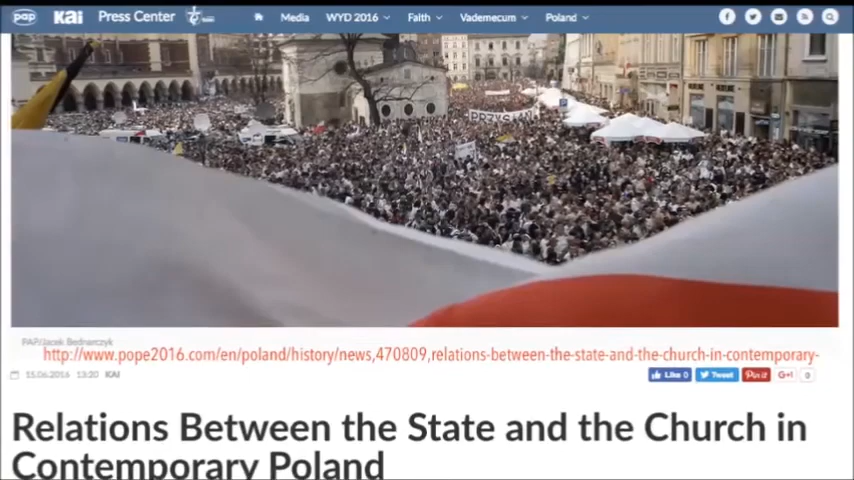 pap KAI Press Center Media WYD 2016 Faith Vademecum Poland
PRZYSTAŃ
PAP/Jacek Bednarczyk
http://www.pope2016.com/en/poland/history/news,470809,relations-between-the-state-and-the-church-in-contemporary-
15.06.2016 13:20 KAI Like 0 Tweet Pin it G+1 0
Relations Between the State and the Church in
Contemporary Poland